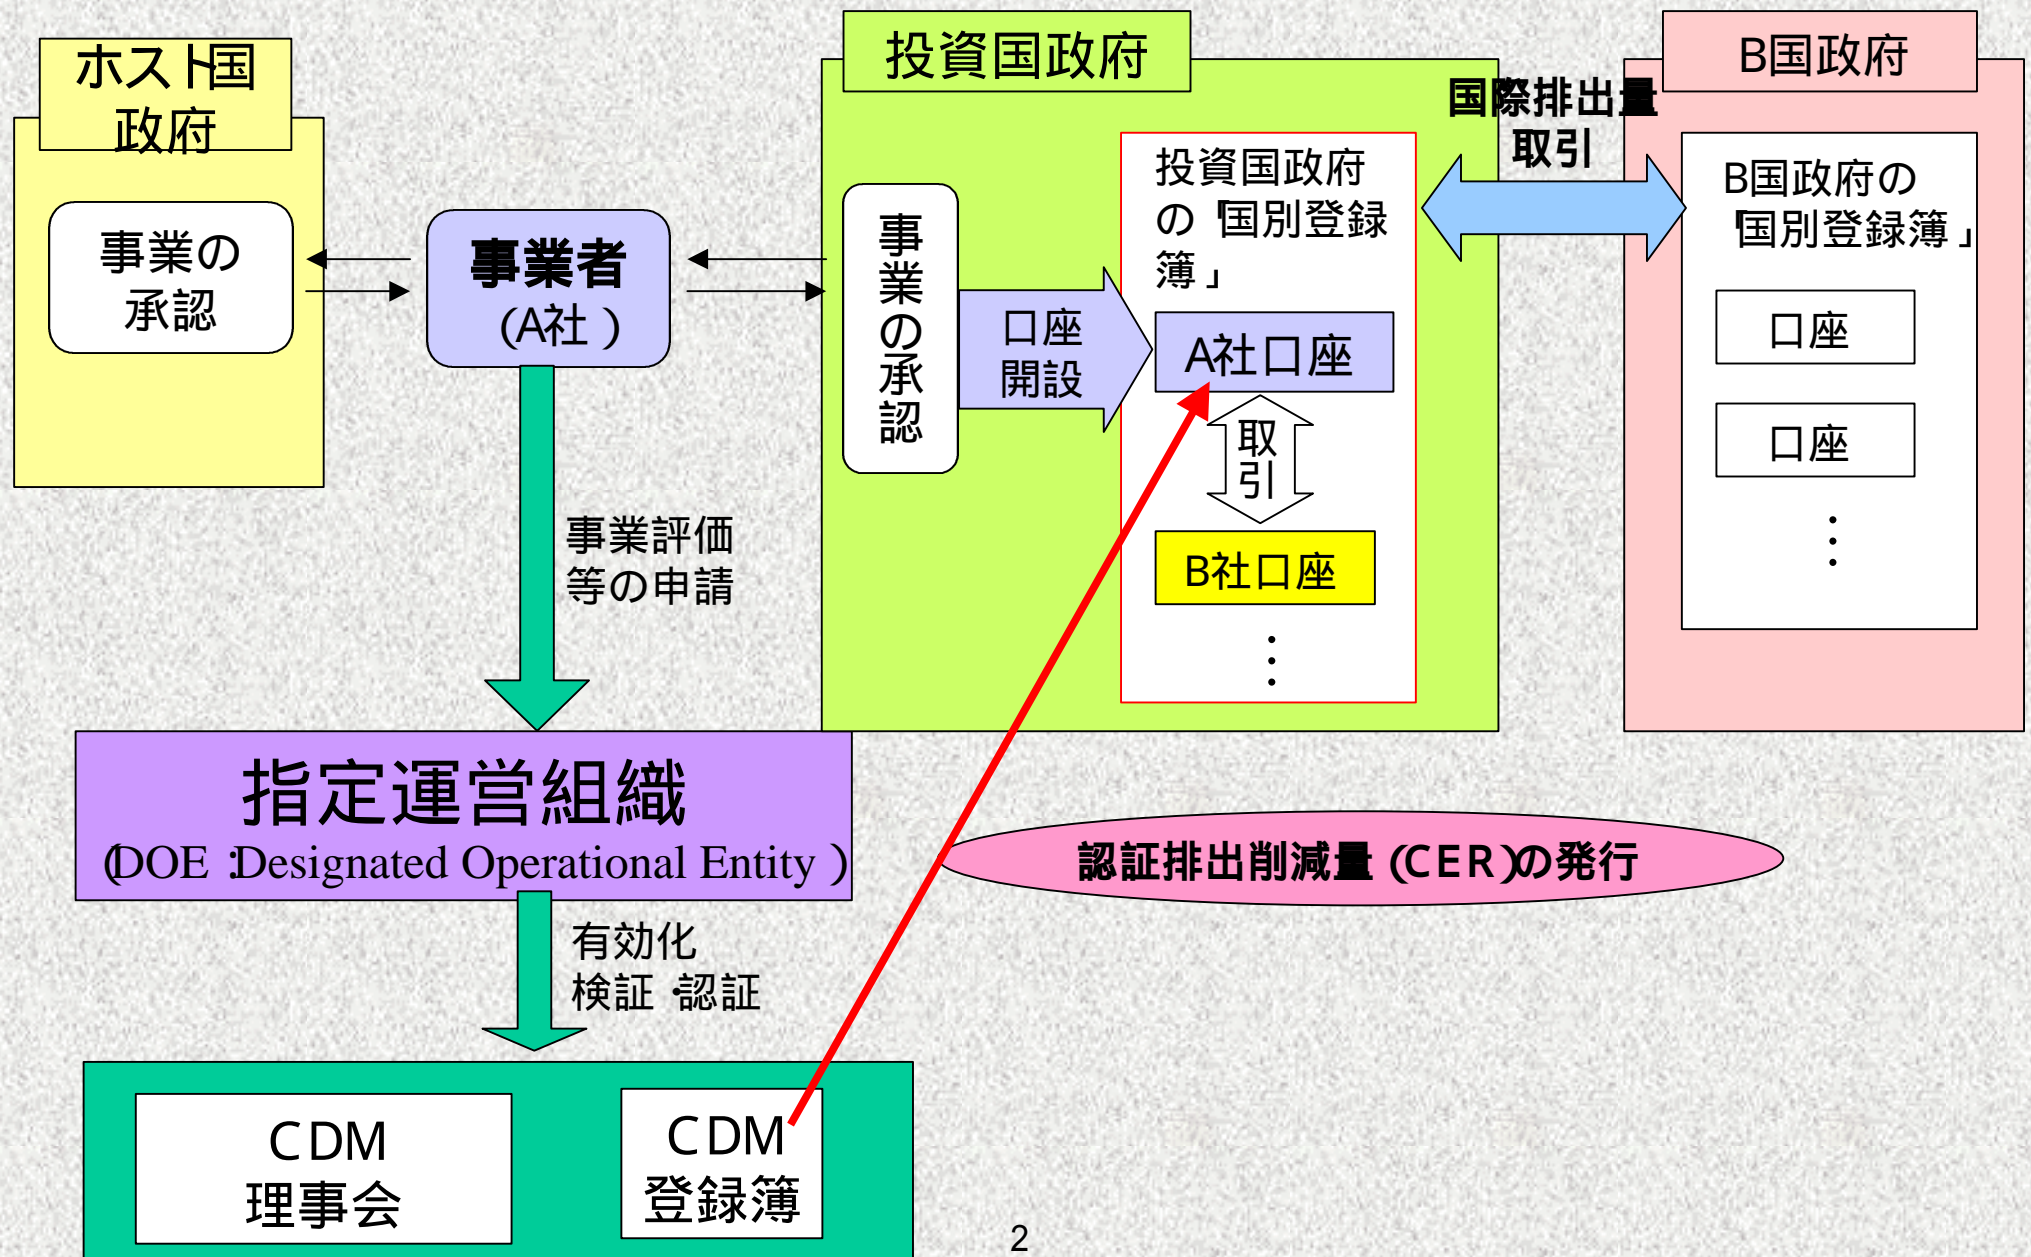 ホスト国
政府
事業の
承認
事業者
(A社)
投資国政府
事業の承認
口座
開設
投資国政府
の「国別登録
簿」
A社口座
取
引
B社口座
⋮
国際排出量
取引
B国政府
B国政府の
「国別登録簿」
口座
口座
⋮
事業評価
等の申請
指定運営組織
(DOE:Designated Operational Entity)
認証排出削減量(CER)の発行
有効化
検証・認証
CDM
理事会
CDM
登録簿
2